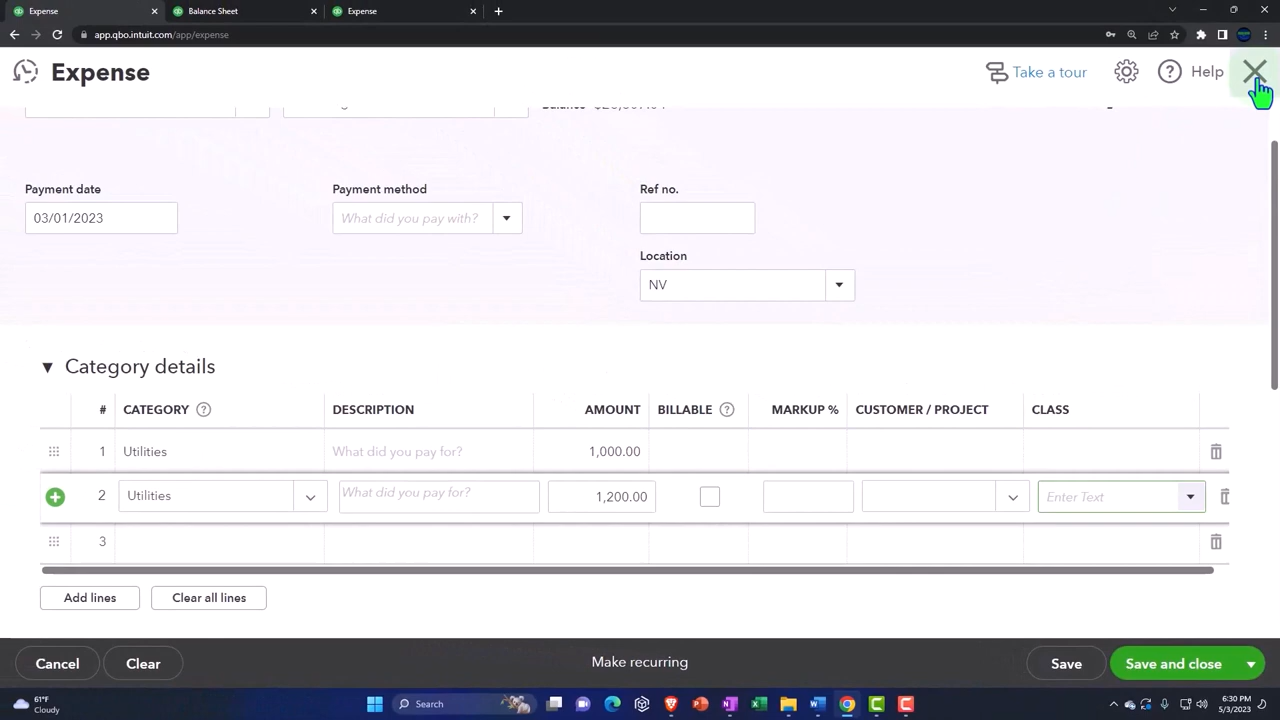 Expense
Balance Sheet
Expense
app.qbo.intuit.com/app/expense
Expense
Take a tour
Help
Payment date
Payment method
Ref no.
03/01/2023
What did you pay with?
Location
NV
Category details
# CATEGORY DESCRIPTION AMOUNT BILLABLE MARKUP % CUSTOMER / PROJECT CLASS
1 Utilities What did you pay for? 1,000.00
2 Utilities What did you pay for? 1,200.00 Enter Text
3
Add lines
Clear all lines
Cancel
Clear
Make recurring
Save
Save and close
61°F
Cloudy
Search
6:30 PM
5/3/2023